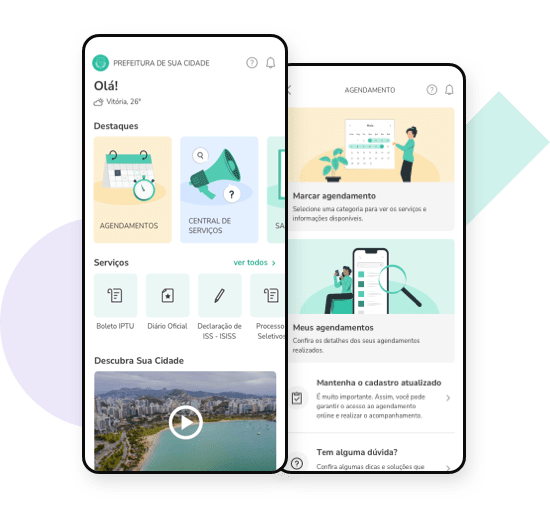 PREFEITURA DE SUA CIDADE
Olá!
Vitória, 26°
Destaques
AGENDAMENTOS
CENTRAL DE
SERVIÇOS
SA
Serviços
ver todos
Boleto IPTU
Diário Oficial
Declaração de
ISS - ISISS
Processo
Seletivo
Descubra Sua Cidade
AGENDAMENTO
Marcar agendamento
Selecione uma categoria para ver os serviços e
informações disponíveis.
Meus agendamentos
Confira os detalhes dos seus agendamentos
realizados.
Mantenha o cadastro atualizado
É muito importante. Assim, você pode
garantir o acesso ao agendamento
online e realizar o acompanhamento.
Tem alguma dúvida?
Confira algumas dicas e soluções que